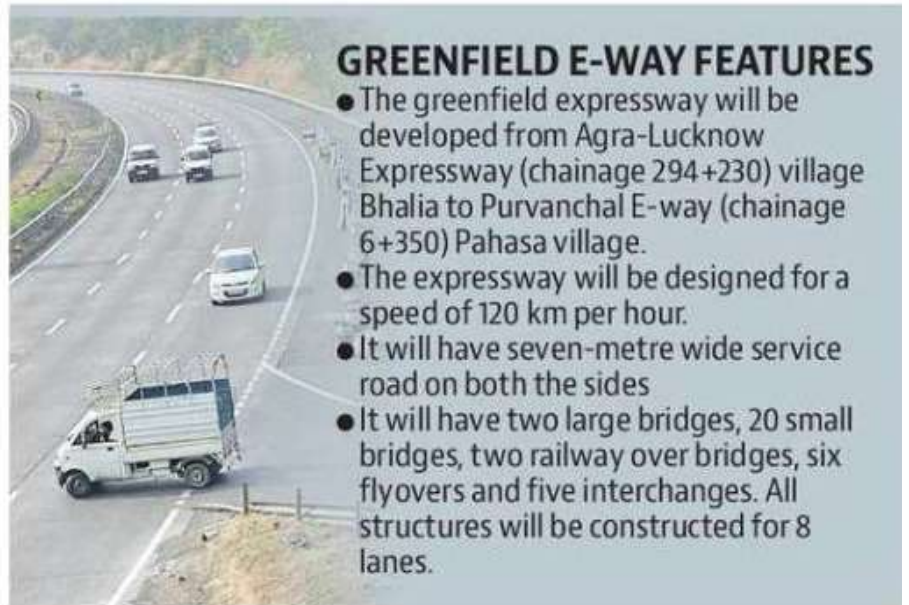 GREENFIELD E-WAY FEATURES
● The greenfield expressway will be
developed from Agra-Lucknow
Expressway (chainage 294+230) village
Bhalia to Purvanchal E-way (chainage
6+350) Pahasa village.
● The expressway will be designed for a
speed of 120 km per hour.
● It will have seven-metre wide service
road on both the sides
● It will have two large bridges, 20 small
bridges, two railway over bridges, six
flyovers and five interchanges. All
structures will be constructed for 8
lanes.